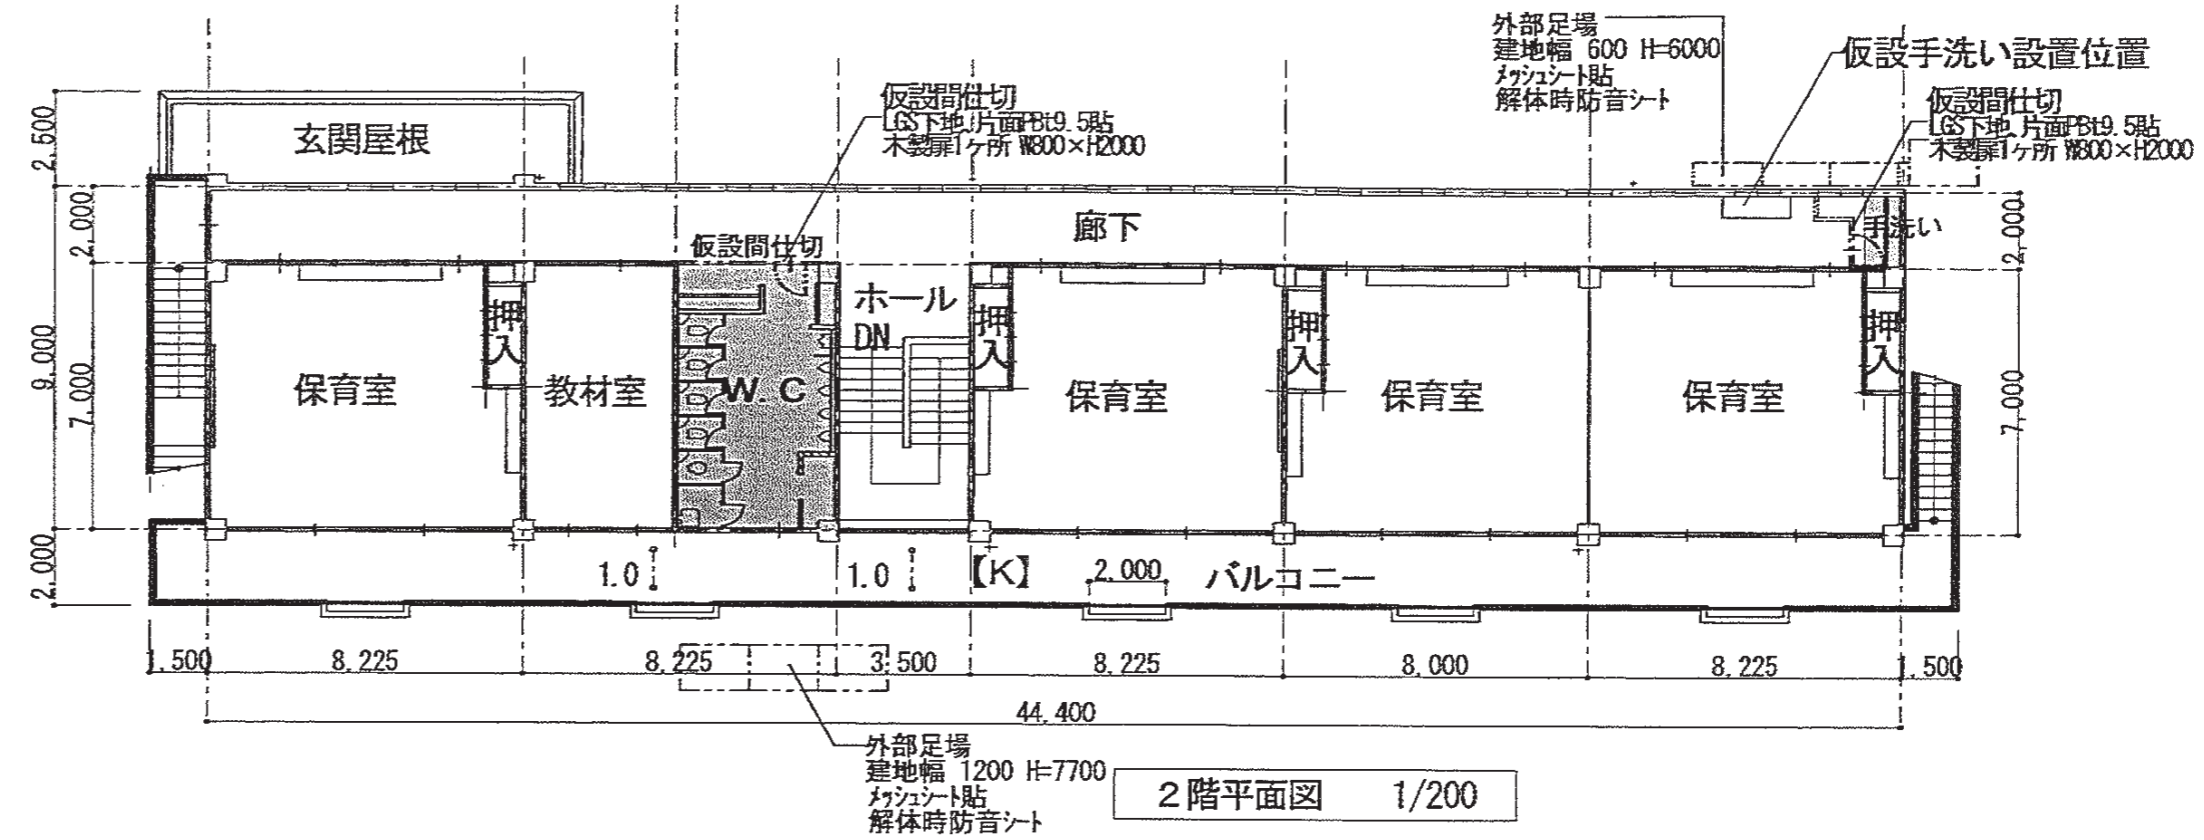 外部足場
建地幅 600 H=6000
メッシュシート貼
解体時防音シート
仮設手洗い設置位置
仮設間仕切
LGS下地,片面PBt9.5貼
木製扉1ヶ所 W800×H2000
仮設間仕切
LGS下地,片面PBt9.5貼
木製扉1ヶ所 W800×H2000
2,500
玄関屋根
2,000
廊下
仮設間仕切
手洗い
2,000
9,000
7,000
保育室
押入
教材室
W.C
ホール
DN
押入
保育室
押入
保育室
保育室
押入
7,000
2,000
1.0
1.0
【K】
2,000
バルコニー
1,500
8,225
8,225
3,500
8,225
8,000
8,225
1,500
44,400
外部足場
建地幅 1200 H=7700
メッシュシート貼
解体時防音シート
2階平面図 1/200